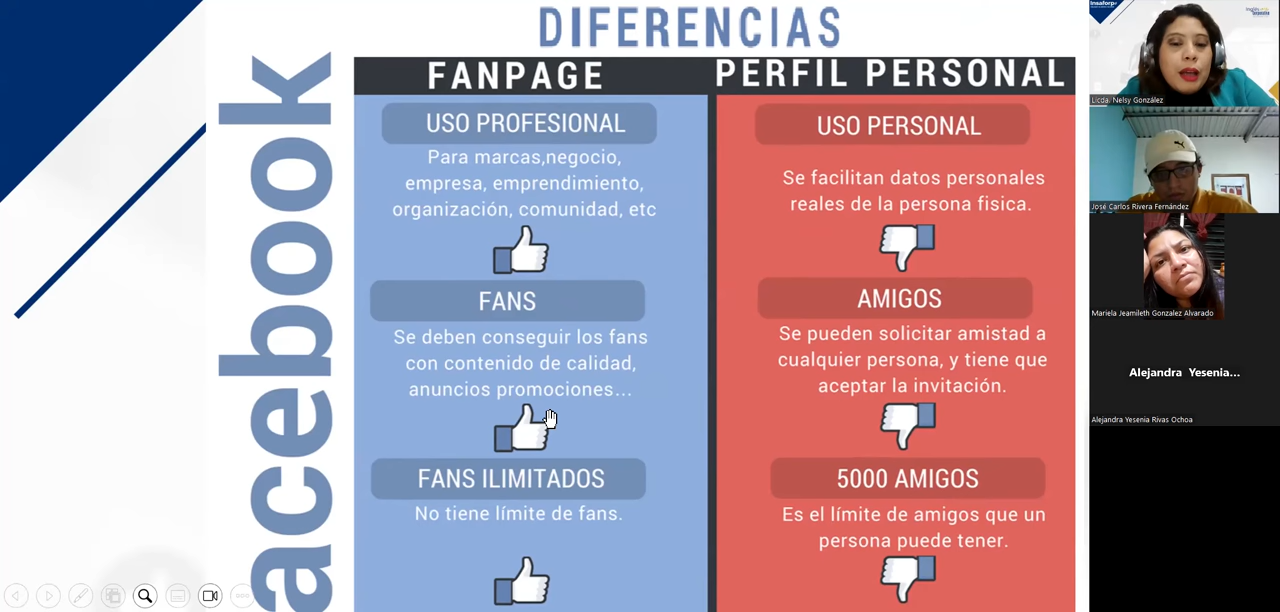 DIFERENCIAS
acebook
FANPAGE
USO PROFESIONAL
Para marcas,negocio,
empresa, emprendimiento,
organización, comunidad, etc
FANS
Se deben conseguir los fans
con contenido de calidad,
anuncios promociones...
FANS ILIMITADOS
No tiene límite de fans.
PERFIL PERSONAL
USO PERSONAL
Se facilitan datos personales
reales de la persona fisica.
AMIGOS
Se pueden solicitar amistad a
cualquier persona, y tiene que
aceptar la invitación.
5000 AMIGOS
Es el límite de amigos que un
persona puede tener.
Insaforp
Licda. Nelsy González
José Carlos Rivera Fernández
Mariela Jeamileth Gonzalez Alvarado
Alejandra Yesenia...
Alejandra Yesenia Rivas Ochoa